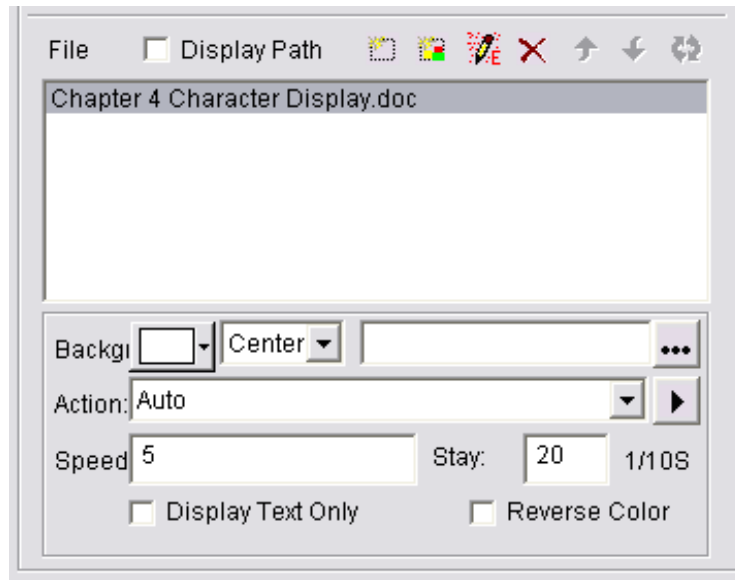 File Display Path E
Chapter 4 Character Display.doc
Backgr Center
Action: Auto
Speed 5 Stay: 20 1/10S
Display Text Only Reverse Color